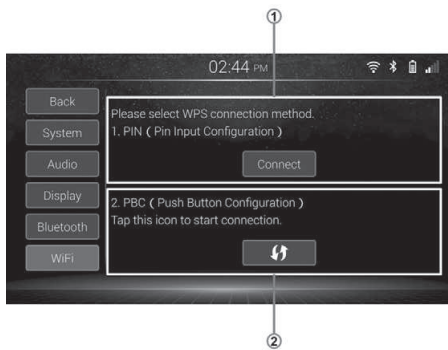 ①
02:44 PM
Back
System
Audio
Display
Bluetooth
WiFi
Please select WPS connection method.
1. PIN ( Pin Input Configuration )
Connect
2. PBC ( Push Button Configuration )
Tap this icon to start connection.
②